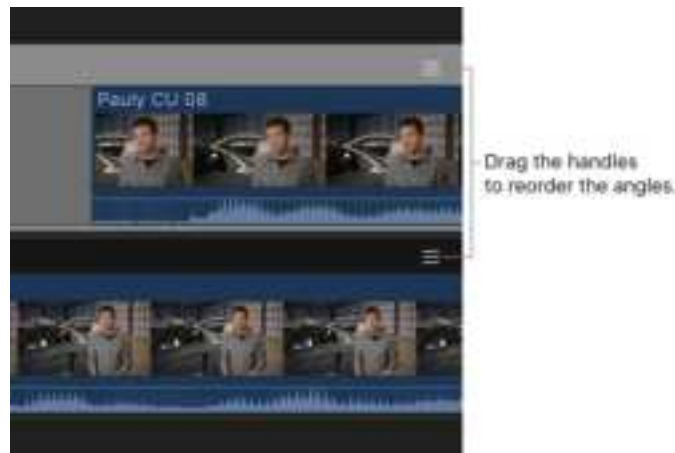 Pauly CU 08
Drag the handles
to reorder the angles.